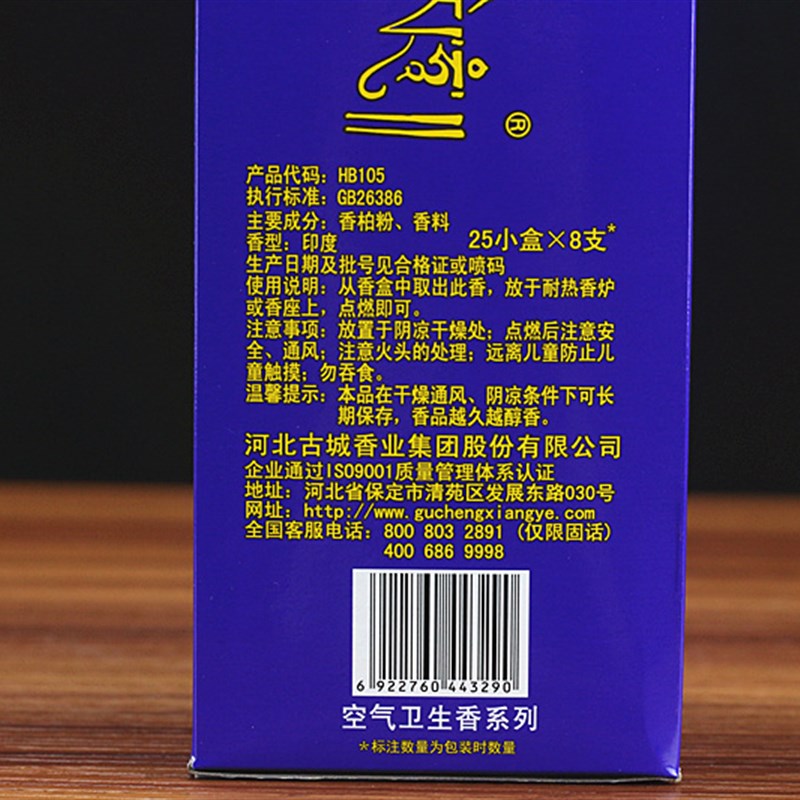 ®
产品代码：HB105
执行标准：GB26386
主要成分：香柏粉、香料
香型：印度
25小盒×8支*
生产日期及批号见合格证或喷码
使用说明：从香盒中取出此香，放于耐热香炉
或香座上，点燃即可。
注意事项：放置于阴凉干燥处；点燃后注意安
全、通风；注意火头的处理；远离儿童防止儿
童触摸；勿吞食。
温馨提示：本品在干燥通风、阴凉条件下可长
期保存，香品越久越醇香。
河北古城香业集团股份有限公司
企业通过ISO9001质量管理体系认证
地址：河北省保定市清苑区发展东路030号
网址：http://www.guchengxiangye.com
全国客服电话：800 803 2891（仅限固话）
400 686 9998
6 922760 443290
空气卫生香系列
*标注数量为包装时数量